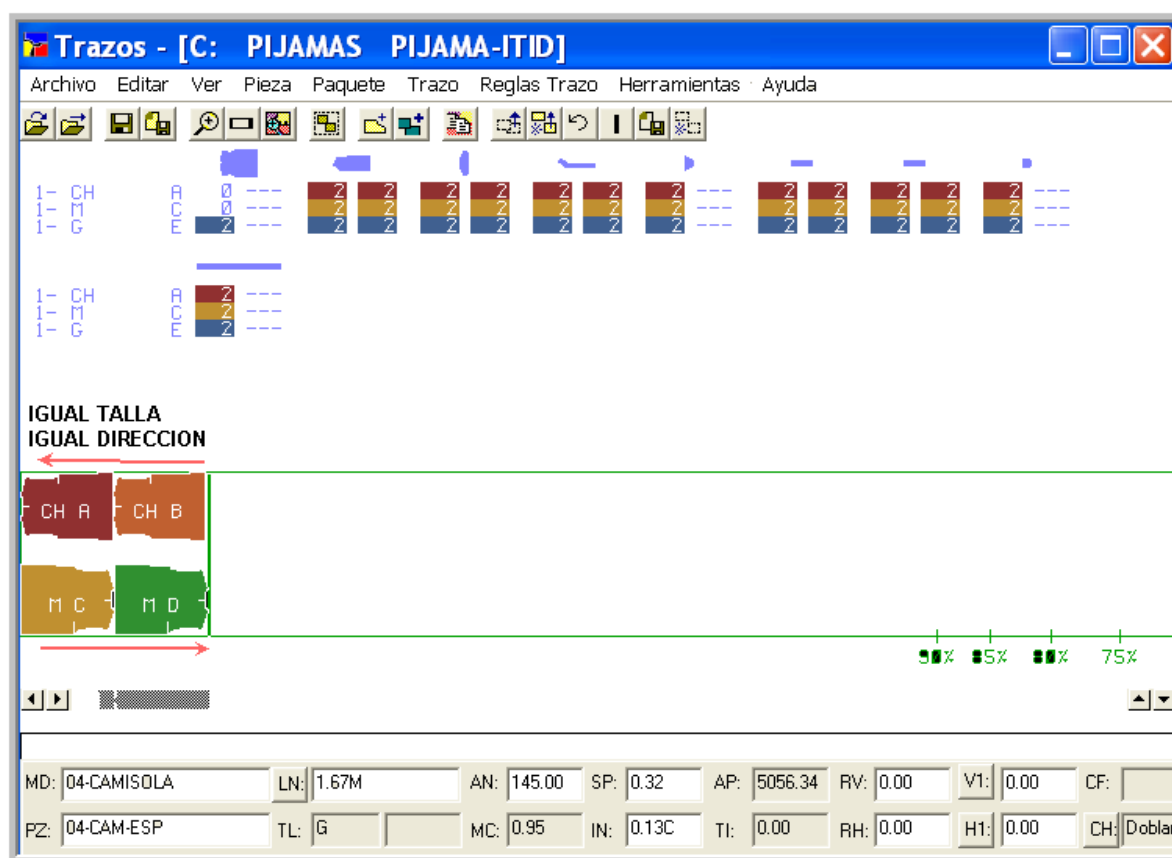 Trazos - [C: PIJAMAS PIJAMA-ITID]
Archivo Editar Ver Pieza Paquete Trazo Reglas Trazo Herramientas Ayuda
1- CH A 0 --- 2 2 2 2 2 2 2 --- 2 2 2 2 2 ---
1- M C 0 --- 2 2 2 2 2 2 2 --- 2 2 2 2 2 ---
1- G E 2 --- 2 2 2 2 2 2 2 --- 2 2 2 2 2 ---
1- CH A 2 ---
1- M C 2 ---
1- G E 2 ---
IGUAL TALLA
IGUAL DIRECCION
CH A CH B
M C M D
90% 85% 80% 75%
MD: 04-CAMISOLA LN: 1.67M AN: 145.00 SP: 0.32 AP: 5056.34 RV: 0.00 V1: 0.00 CF:
PZ: 04-CAM-ESP TL: G MC: 0.95 IN: 0.13C TI: 0.00 RH: 0.00 H1: 0.00 CH: Doblar